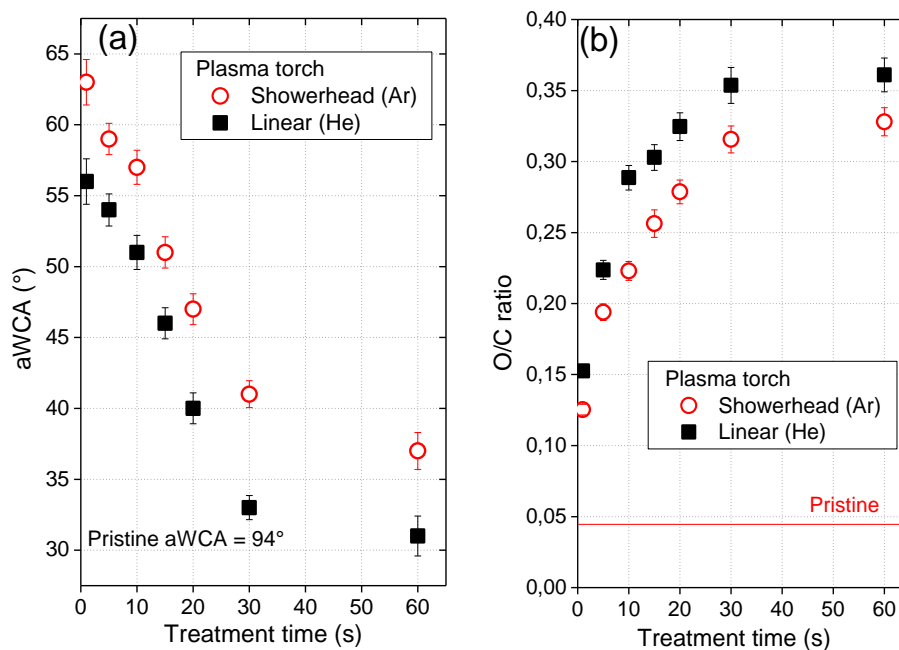 (a)
65
60
55
50
45
40
35
30
aWCA (°)
Plasma torch
Showerhead (Ar)
Linear (He)
Pristine aWCA = 94°
0 10 20 30 40 50 60
Treatment time (s)
(b)
0,40
0,35
0,30
0,25
0,20
0,15
0,10
0,05
0,00
O/C ratio
Plasma torch
Showerhead (Ar)
Linear (He)
Pristine
0 10 20 30 40 50 60
Treatment time (s)